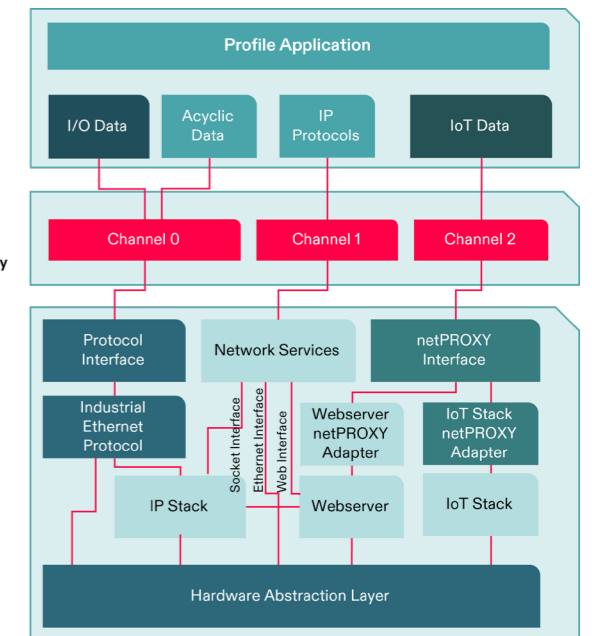 Profile Application
I/O Data
Acyclic
Data
IP
Protocols
IoT Data
Channel 0
Channel 1
Channel 2
y
Protocol
Interface
Network Services
netPROXY
Interface
Industrial
Ethernet
Protocol
Socket Interface
Ethernet Interface
Web Interface
Webserver
netPROXY
Adapter
IoT Stack
netPROXY
Adapter
IP Stack
Webserver
IoT Stack
Hardware Abstraction Layer